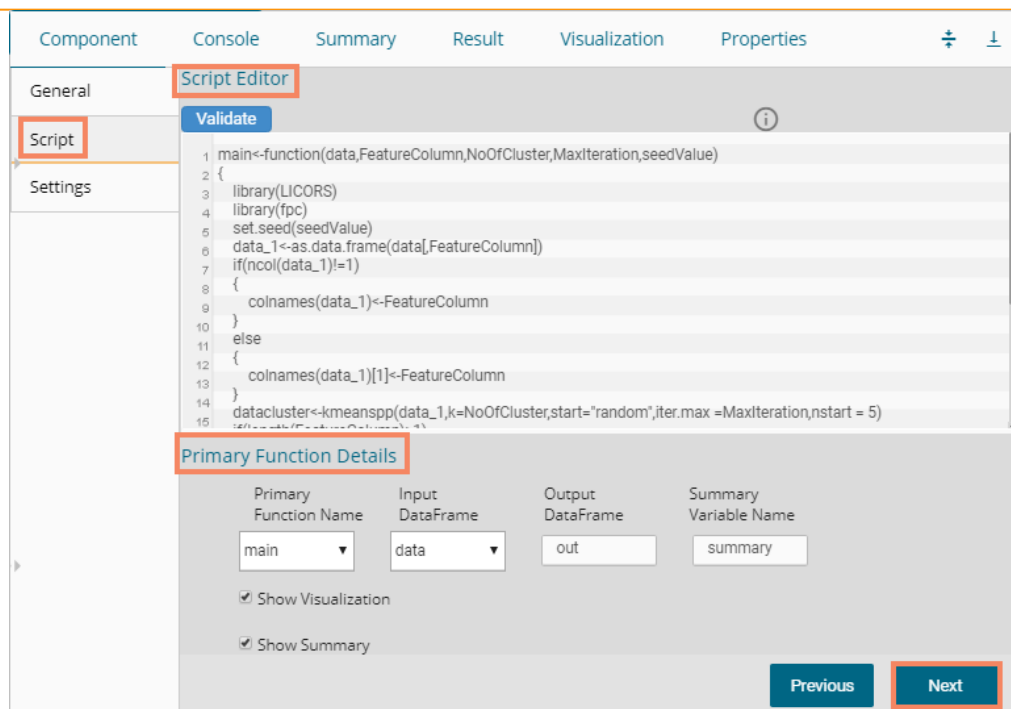 Component Console Summary Result Visualization Properties
General
Script
Settings
Script Editor
Validate
1 main<-function(data,FeatureColumn,NoOfCluster,MaxIteration,seedValue)
2 {
3 library(LICORS)
4 library(fpc)
5 set.seed(seedValue)
6 data_1<-as.data.frame(data[,FeatureColumn])
7 if(ncol(data_1)!=1)
8 {
9 colnames(data_1)<-FeatureColumn
10 }
11 else
12 {
13 colnames(data_1)[1]<-FeatureColumn
14 }
15 datacluster<-kmeanspp(data_1,k=NoOfCluster,start="random",iter.max =MaxIteration,nstart = 5)
Primary Function Details
Primary Function Name
Input DataFrame
Output DataFrame
Summary Variable Name
main data out summary
Show Visualization
Show Summary
Previous Next